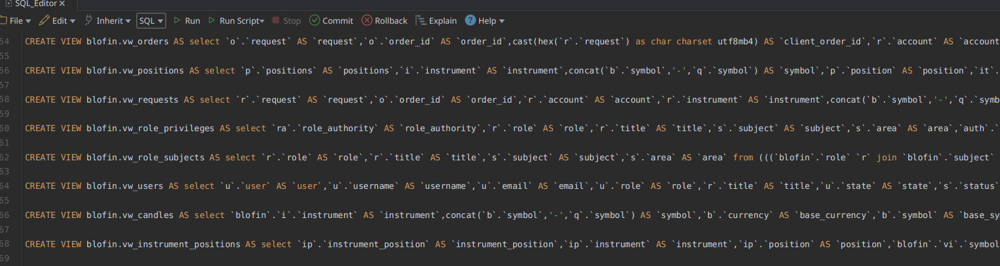 SQL_Editor
File Edit Inherit SQL Run Run Script Stop Commit Rollback Explain Help
54 CREATE VIEW blofin.vw_orders AS select `o`.`request` AS `request`,`o`.`order_id` AS `order_id`,cast(hex(`r`.`request`) as char charset utf8mb4) AS `client_order_id`,`r`.`account` AS `account
55
56 CREATE VIEW blofin.vw_positions AS select `p`.`positions` AS `positions`,`i`.`instrument` AS `instrument`,concat(`b`.`symbol`,'-',`q`.`symbol`) AS `symbol`,`p`.`position` AS `position`,`it`.
57
58 CREATE VIEW blofin.vw_requests AS select `r`.`request` AS `request`,`o`.`order_id` AS `order_id`,`r`.`account` AS `account`,`r`.`instrument` AS `instrument`,concat(`b`.`symbol`,'-',`q`.`symb
59
60 CREATE VIEW blofin.vw_role_privileges AS select `ra`.`role_authority` AS `role_authority`,`r`.`role` AS `role`,`r`.`title` AS `title`,`s`.`subject` AS `subject`,`s`.`area` AS `area`,`auth`.`
61
62 CREATE VIEW blofin.vw_role_subjects AS select `r`.`role` AS `role`,`r`.`title` AS `title`,`s`.`subject` AS `subject`,`s`.`area` AS `area` from (((`blofin`.`role` `r` join `blofin`.`subject`
63
64 CREATE VIEW blofin.vw_users AS select `u`.`user` AS `user`,`u`.`username` AS `username`,`u`.`email` AS `email`,`u`.`role` AS `role`,`r`.`title` AS `title`,`u`.`state` AS `state`,`s`.`status`
65
66 CREATE VIEW blofin.vw_candles AS select `blofin`.`i`.`instrument` AS `instrument`,concat(`b`.`symbol`,'-',`q`.`symbol`) AS `symbol`,`b`.`currency` AS `base_currency`,`b`.`symbol` AS `base_sy
67
68 CREATE VIEW blofin.vw_instrument_positions AS select `ip`.`instrument_position` AS `instrument_position`,`ip`.`instrument` AS `instrument`,`ip`.`position` AS `position`,`blofin`.`vi`.`symbol
69